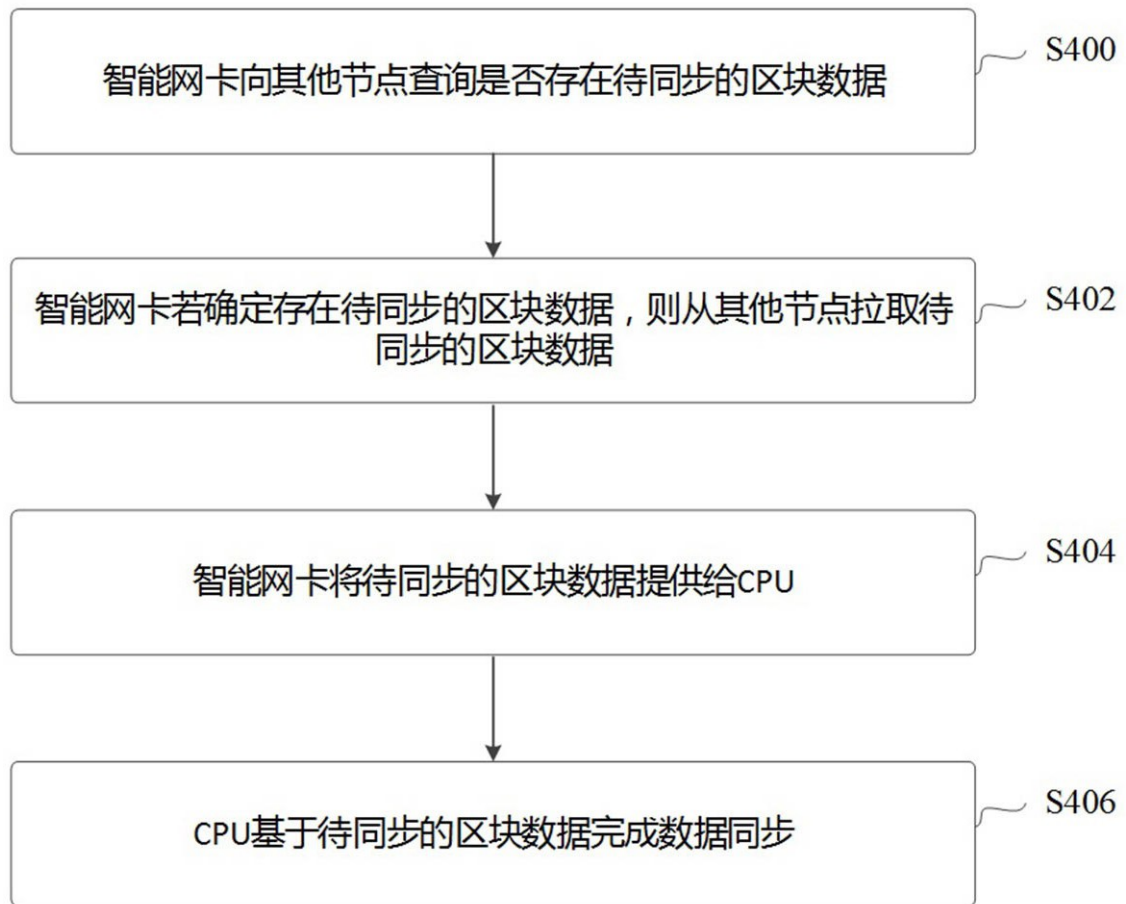 智能网卡向其他节点查询是否存在待同步的区块数据
S400
智能网卡若确定存在待同步的区块数据，则从其他节点拉取待
同步的区块数据
S402
智能网卡将待同步的区块数据提供给CPU
S404
CPU基于待同步的区块数据完成数据同步
S406